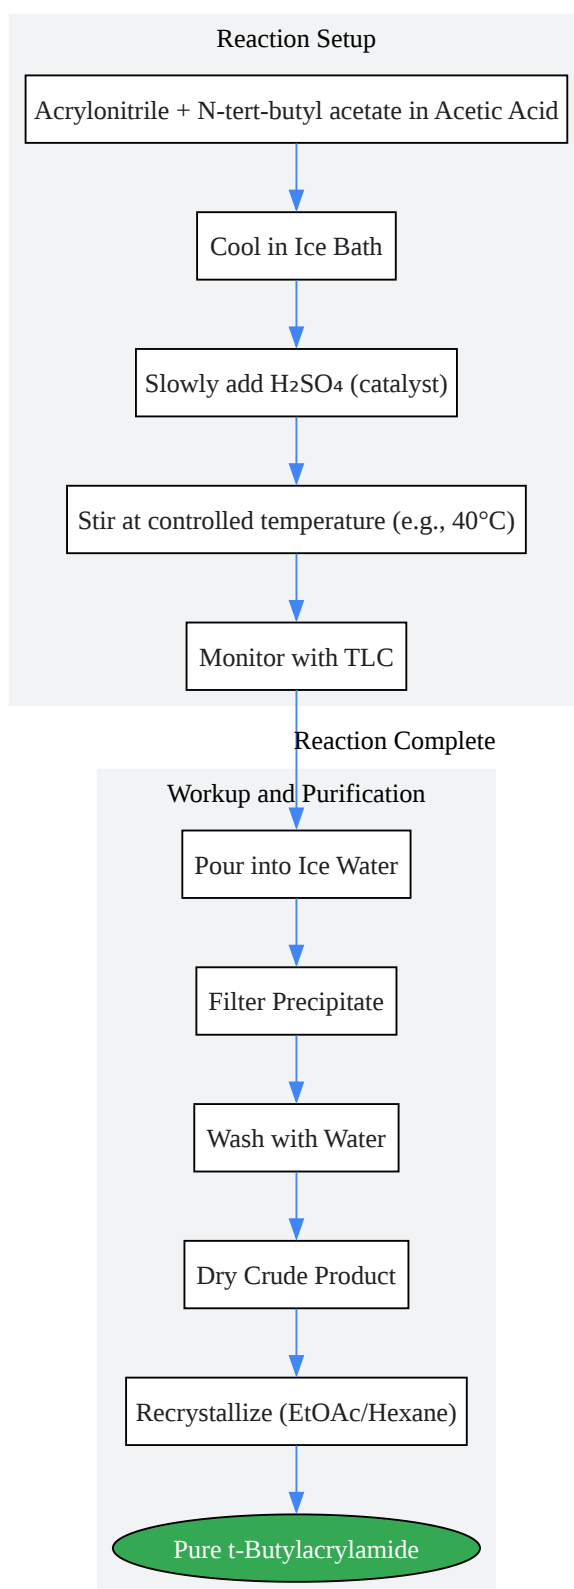 Reaction Setup
Acrylonitrile + N-tert-butyl acetate in Acetic Acid
Cool in Ice Bath
Slowly add H₂SO₄ (catalyst)
Stir at controlled temperature (e.g., 40°C)
Monitor with TLC
Reaction Complete
Workup and Purification
Pour into Ice Water
Filter Precipitate
Wash with Water
Dry Crude Product
Recrystallize (EtOAc/Hexane)
Pure t-Butylacrylamide